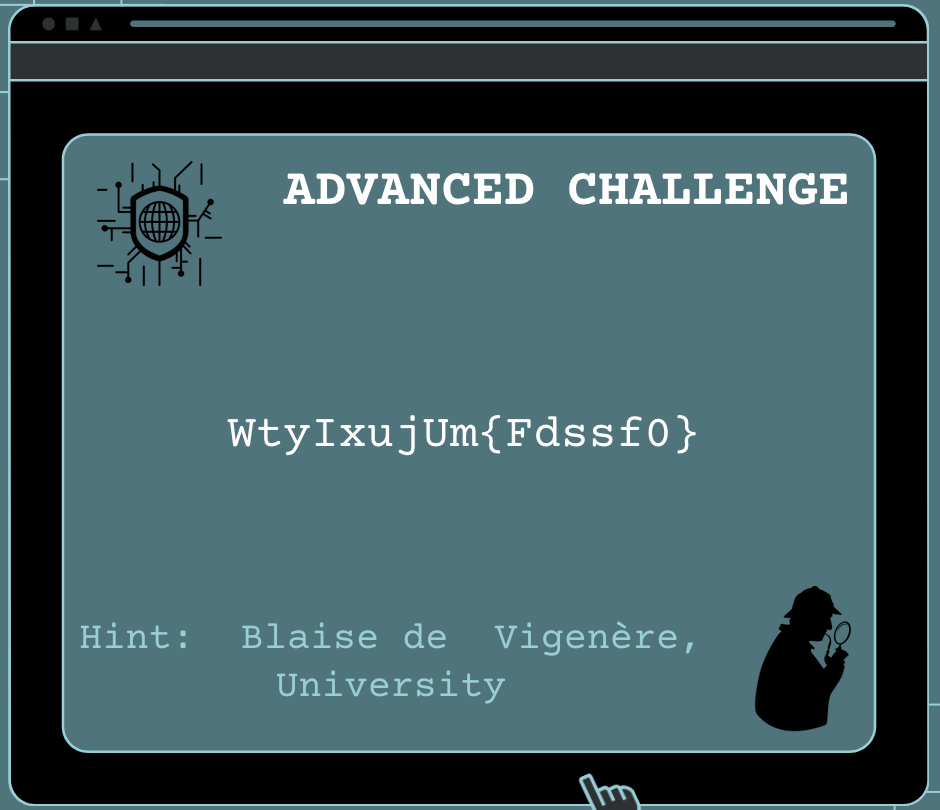 ADVANCED CHALLENGE
WtyIxujUm{Fdssf0}
Hint: Blaise de Vigenère,
University